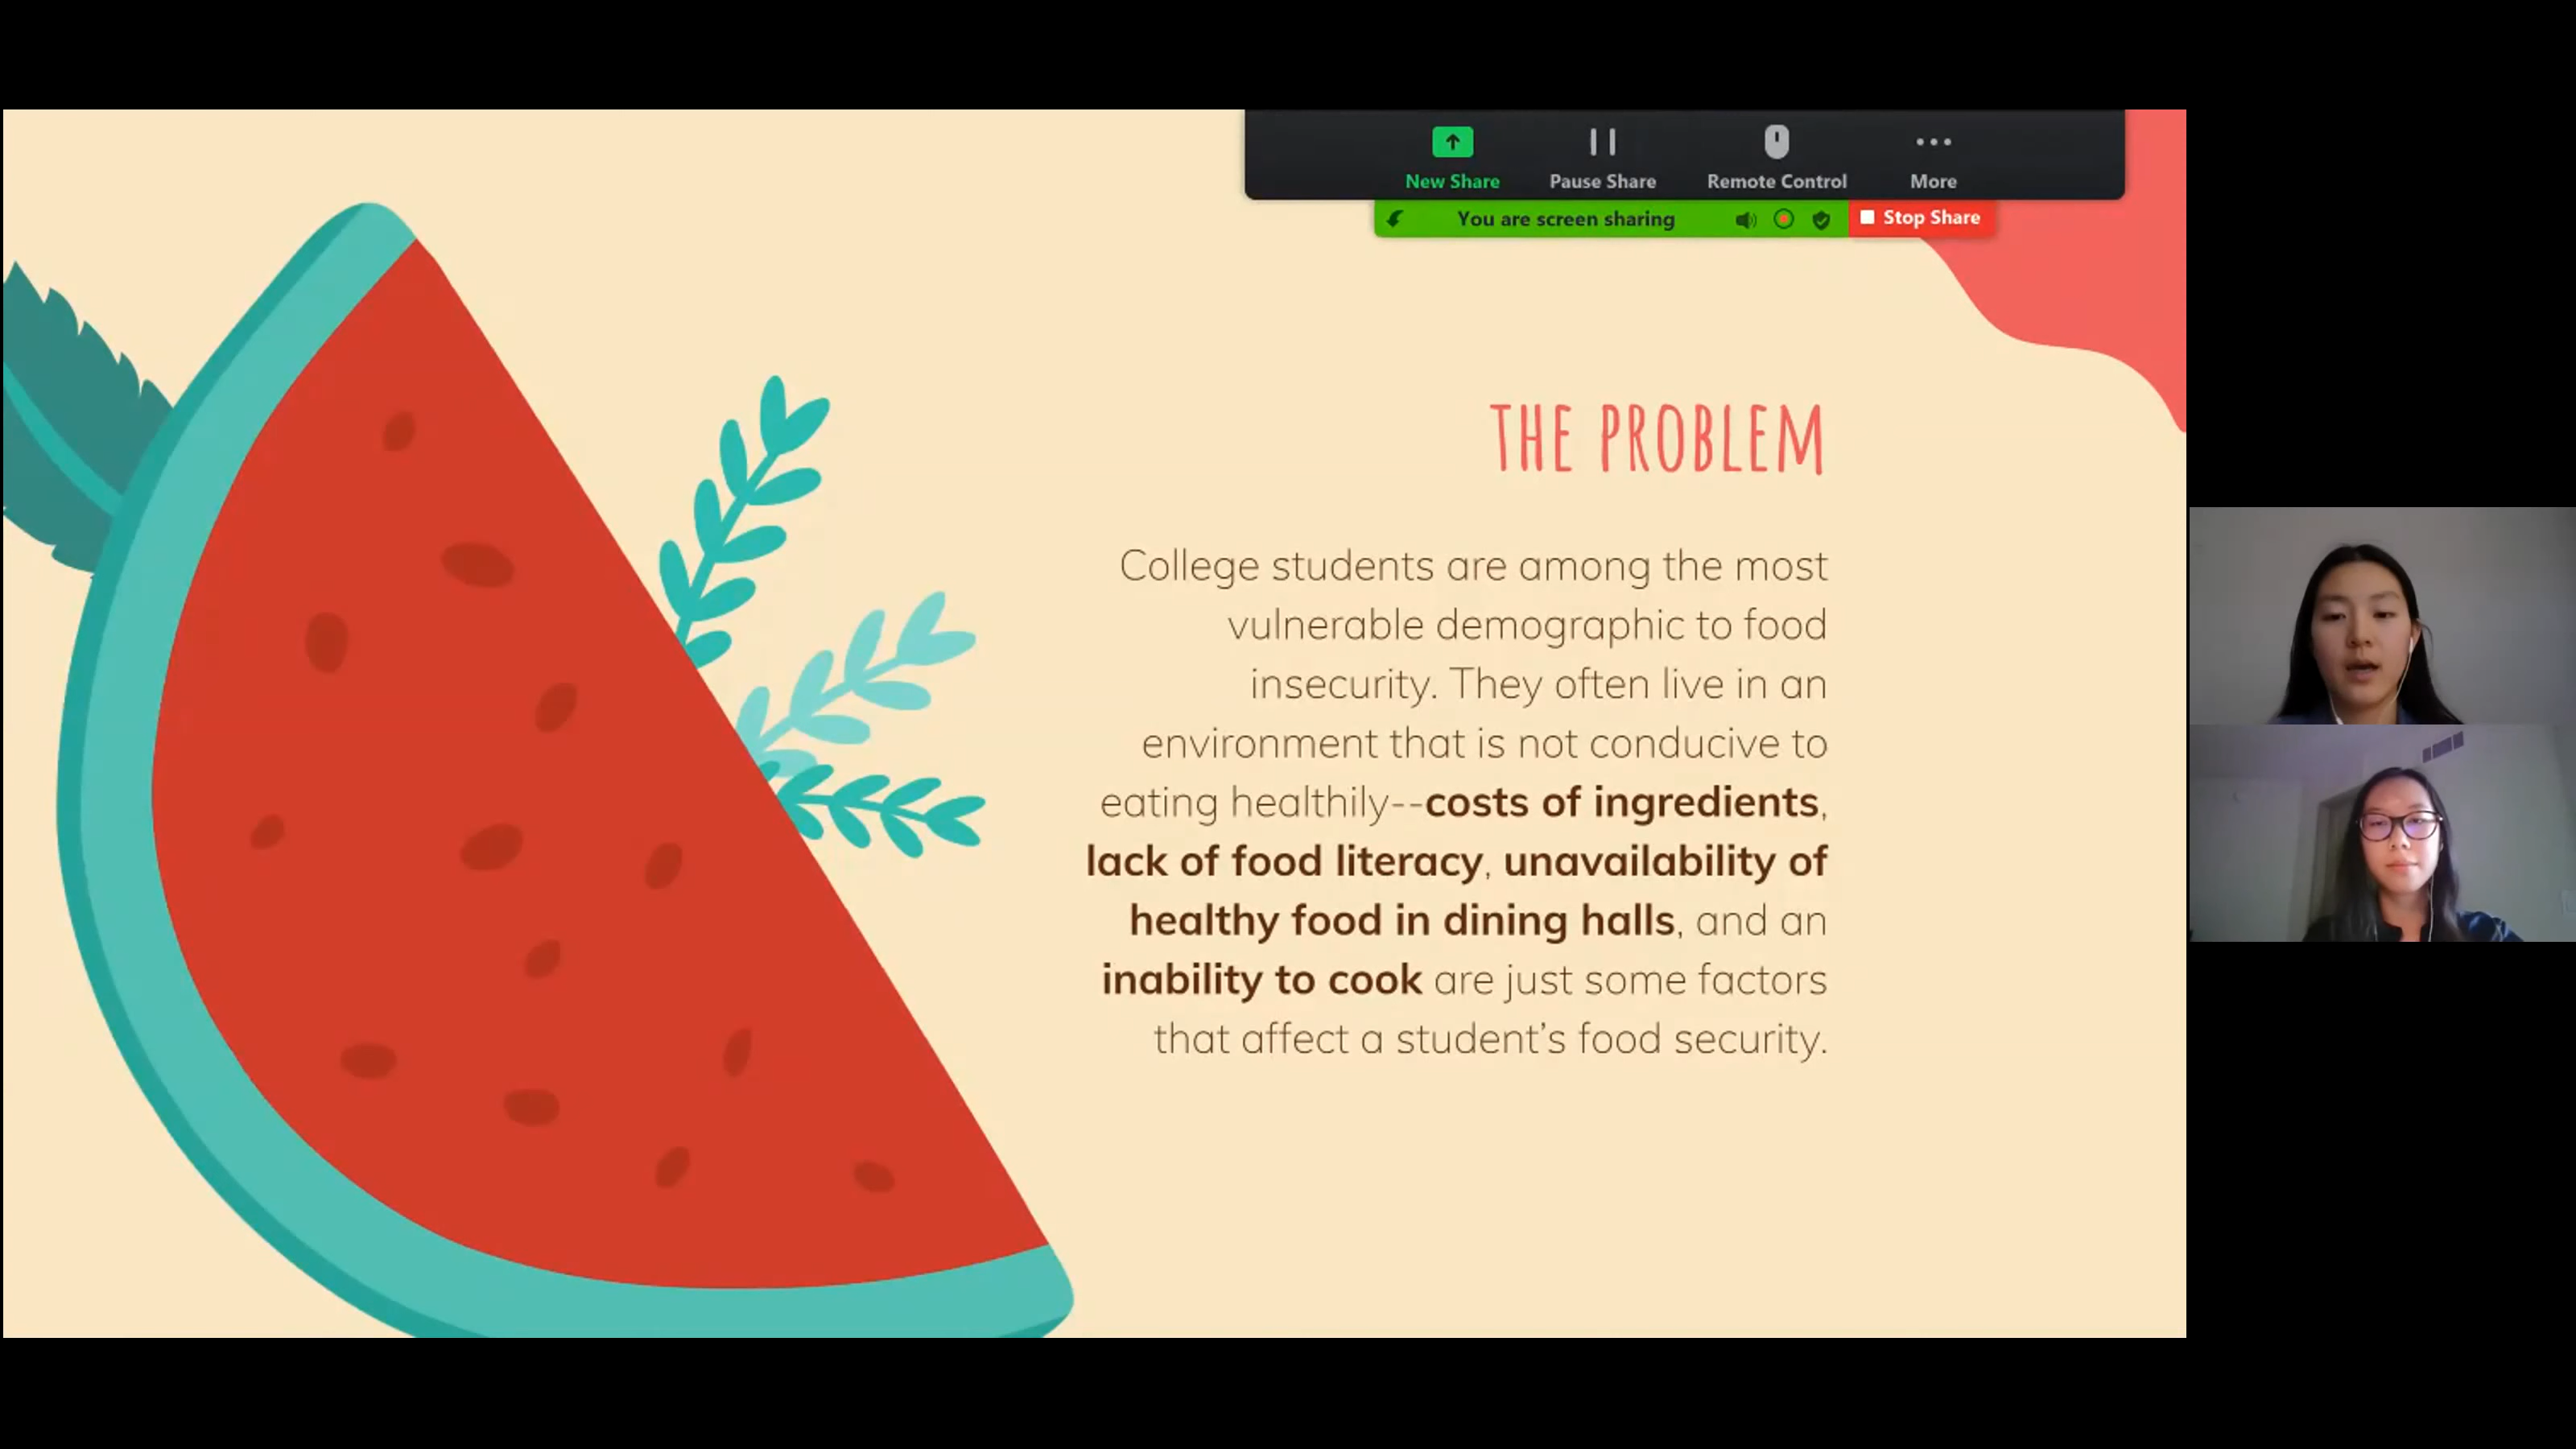 New Share
Pause Share
Remote Control
More
You are screen sharing
Stop Share
THE PROBLEM
College students are among the most
vulnerable demographic to food
insecurity. They often live in an
environment that is not conducive to
eating healthily--costs of ingredients,
lack of food literacy, unavailability of
healthy food in dining halls, and an
inability to cook are just some factors
that affect a student's food security.